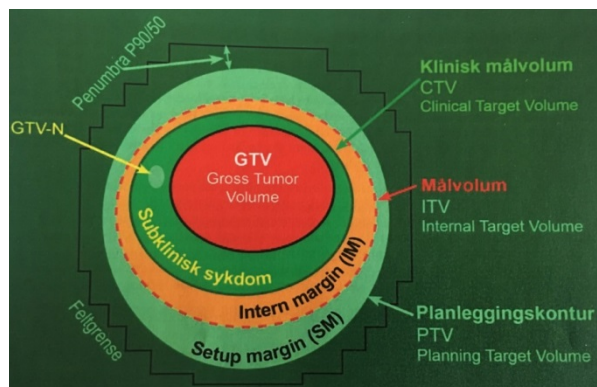 Penumbra P90/50
Klinisk målvolum
CTV
Clinical Target Volume
GTV-N
GTV
Gross Tumor
Volume
Målvolum
ITV
Internal Target Volume
Subklinisk sykdom
Intern margin (IM)
Setup margin (SM)
Feltgrense
Planleggingskontur
PTV
Planning Target Volume